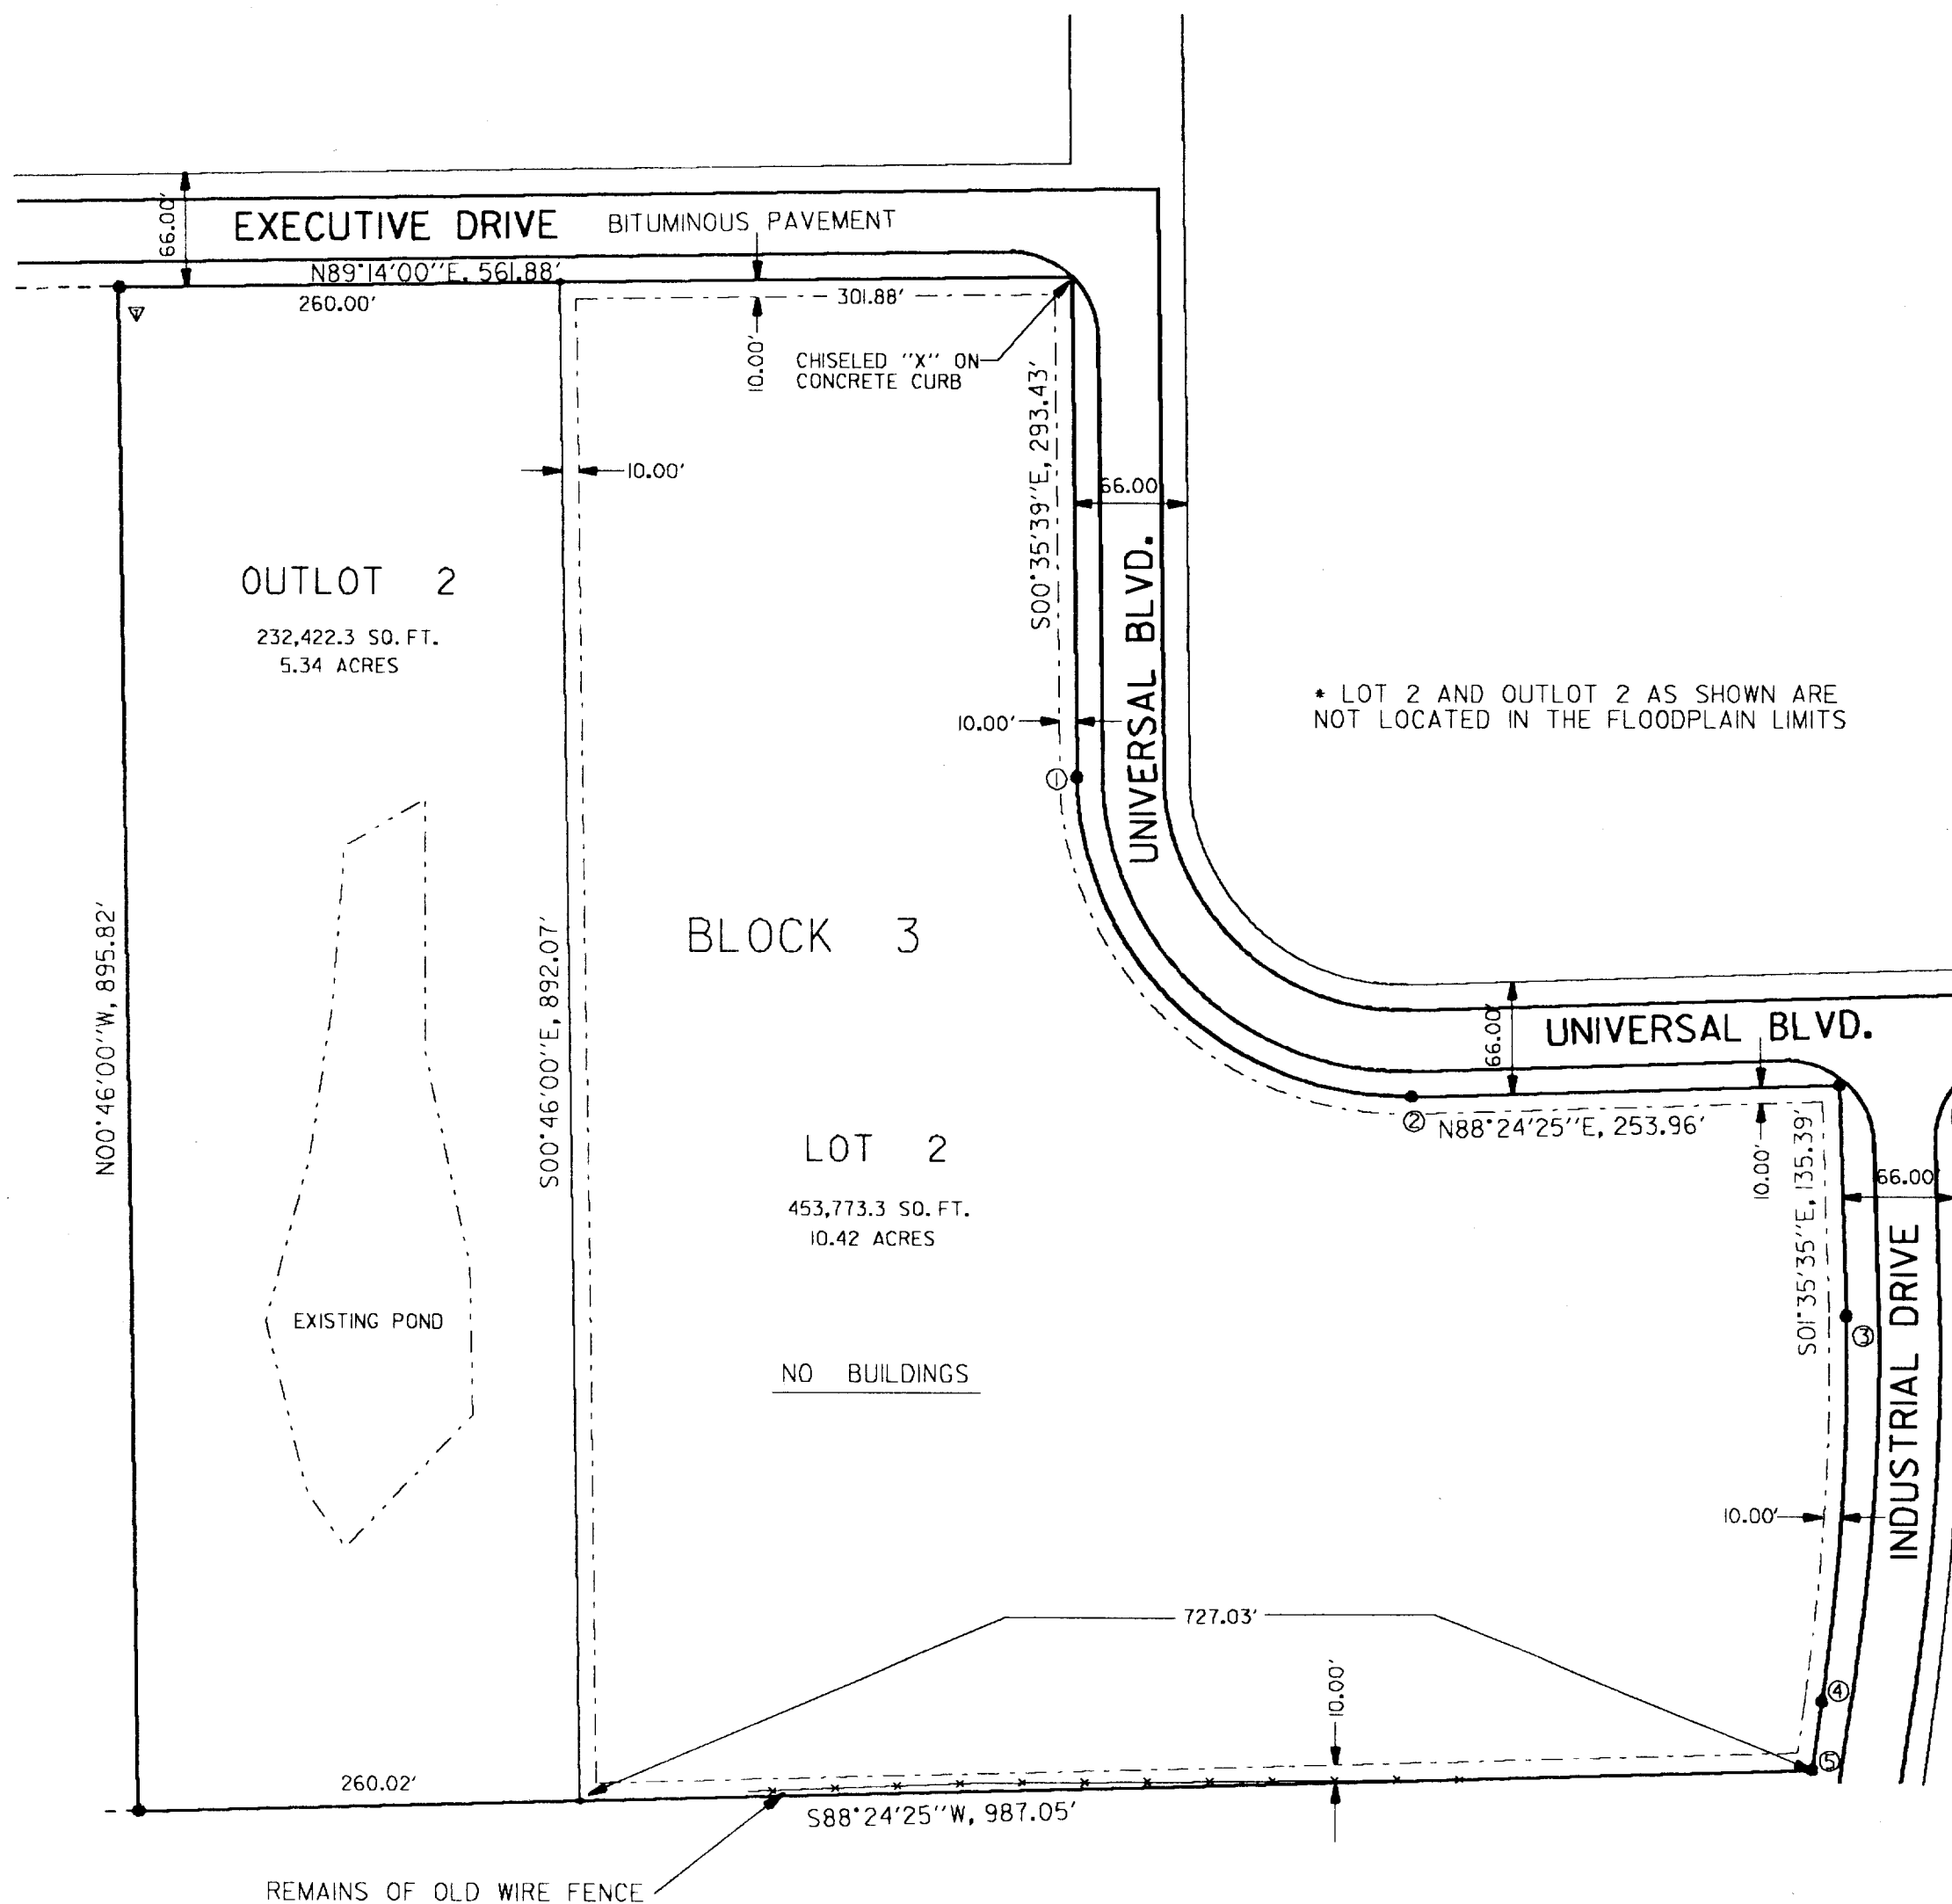 66.00'
EXECUTIVE DRIVE
BITUMINOUS PAVEMENT
N89°14'00"E, 561.88'
260.00'
301.88'
10.00'
CHISELED "X" ON
CONCRETE CURB
S00°35'39"E, 293.43'
10.00'
66.00
OUTLOT 2
232,422.3 SQ. FT.
5.34 ACRES
UNIVERSAL BLVD.
* LOT 2 AND OUTLOT 2 AS SHOWN ARE
NOT LOCATED IN THE FLOODPLAIN LIMITS
10.00'
①
N00°46'00"W, 895.82'
S00°46'00"E, 892.07'
BLOCK 3
66.00'
UNIVERSAL BLVD.
②
N88°24'25"E, 253.96'
10.00'
S01°35'35"E, 135.39'
66.00'
LOT 2
453,773.3 SQ. FT.
10.42 ACRES
INDUSTRIAL DRIVE
EXISTING POND
③
NO BUILDINGS
10.00'
727.03'
10.00'
④
⑤
260.02'
S88°24'25"W, 987.05'
REMAINS OF OLD WIRE FENCE